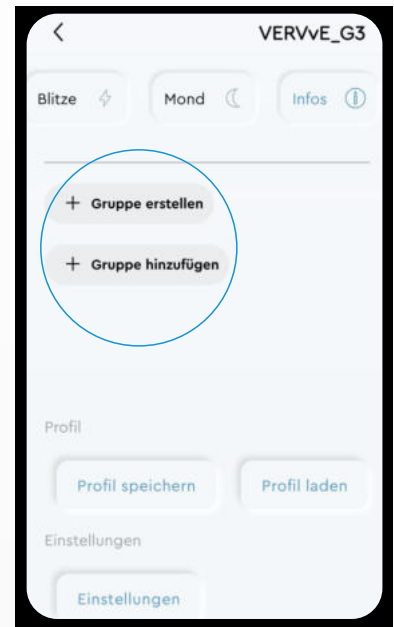 VERVvE_G3
Blitze Mond Infos
+ Gruppe erstellen
+ Gruppe hinzufügen
Profil
Profil speichern Profil laden
Einstellungen
Einstellungen